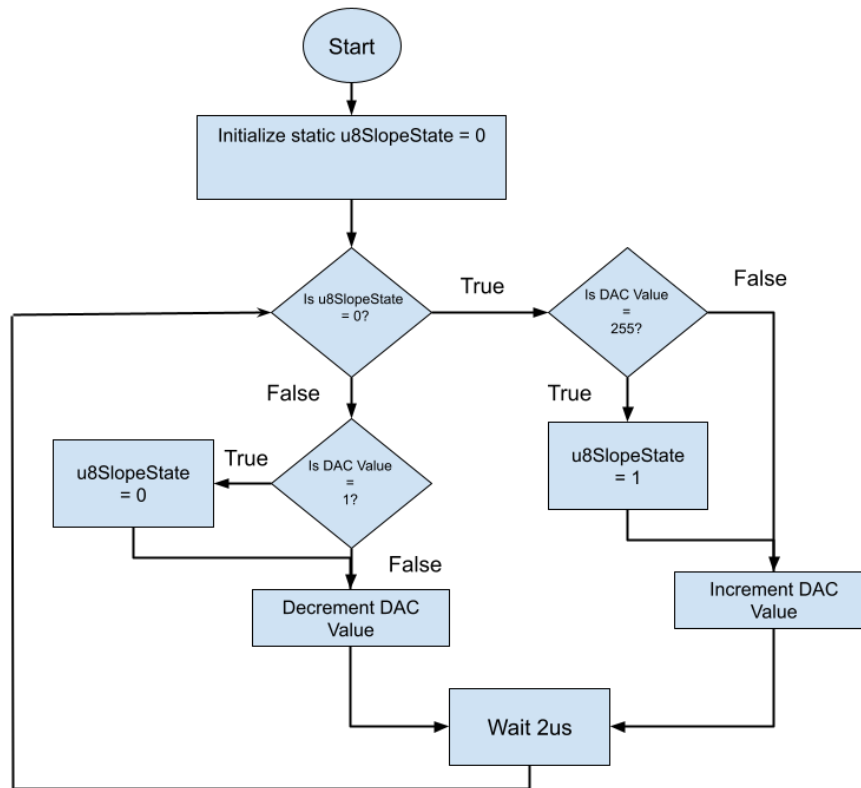 Start
Initialize static u8SlopeState = 0
Is u8SlopeState
= 0?
True
Is DAC Value
=
255?
False
False
True
u8SlopeState
= 0
True
Is DAC Value
=
1?
u8SlopeState
= 1
False
Decrement DAC
Value
Increment DAC
Value
Wait 2us